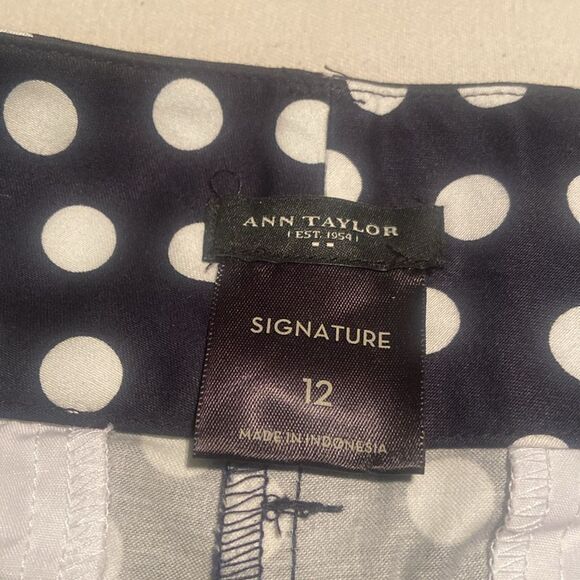 ANN TAYLOR
EST. 1954
SIGNATURE
12
MADE IN INDONESIA